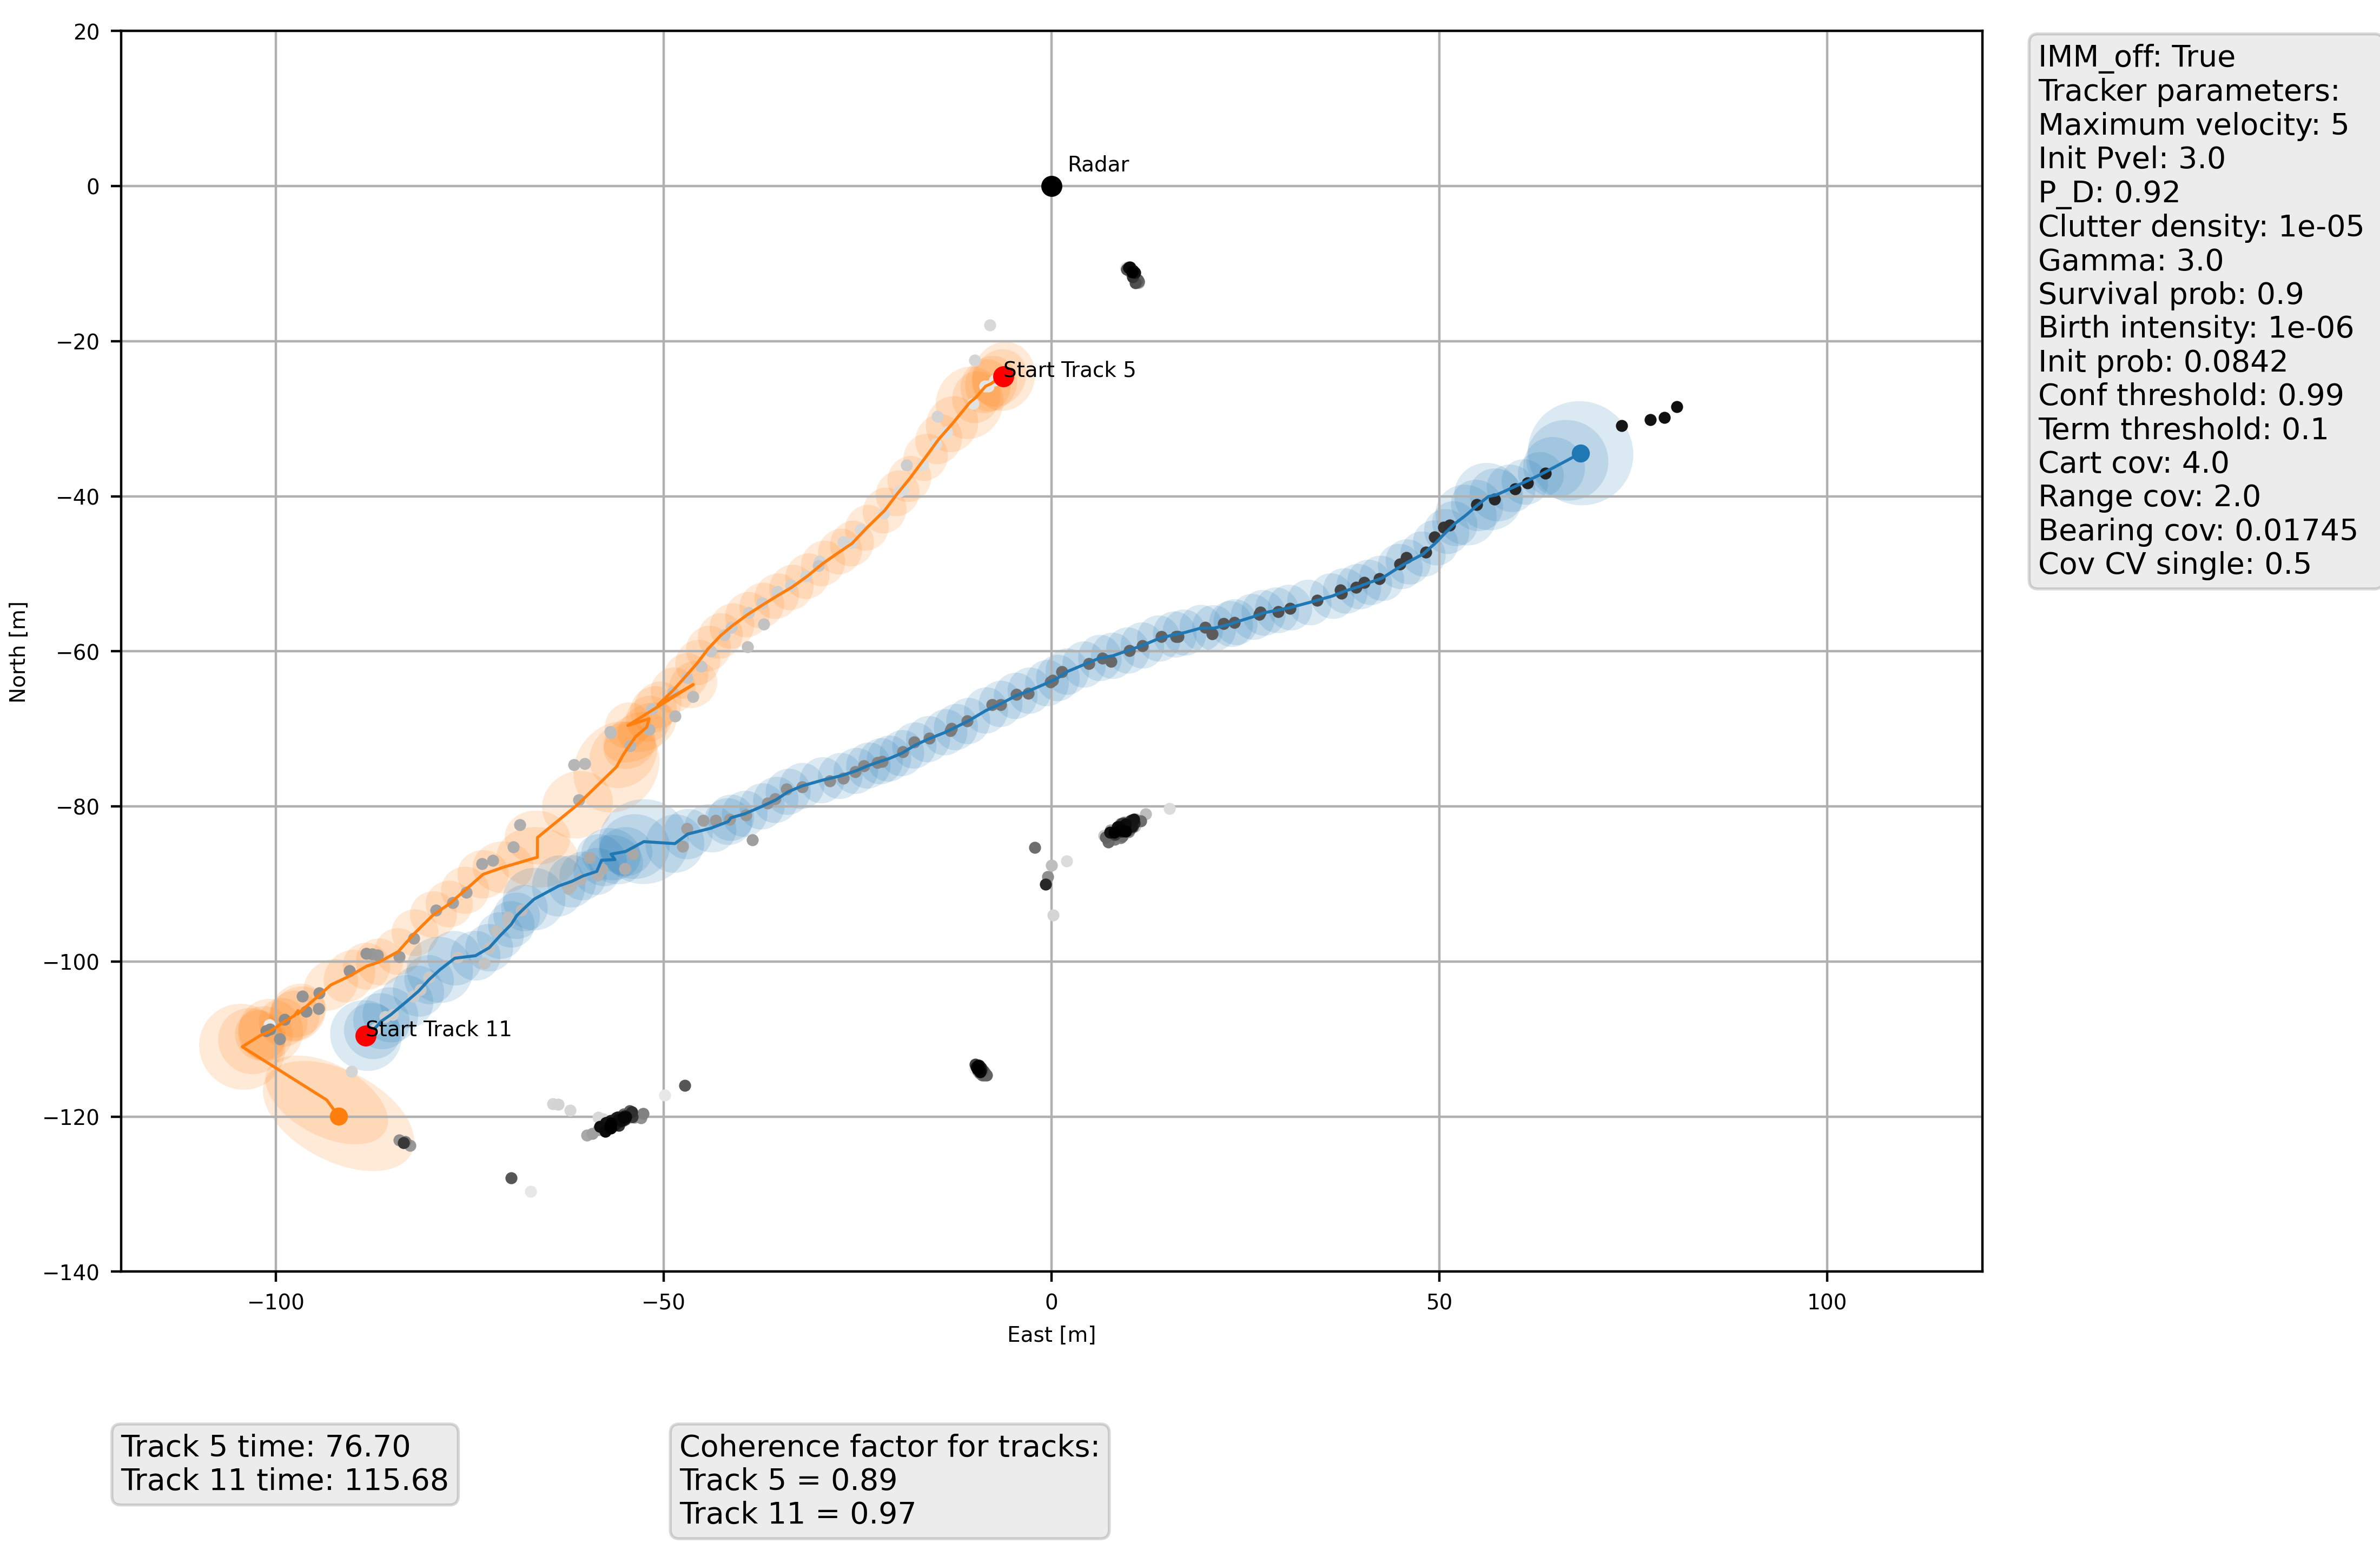 20
0
−20
−40
−60
−80
−100
−120
−140
North [m]
−100
−50
0
50
100
East [m]
Radar
Start Track 5
Start Track 11
IMM_off: True
Tracker parameters:
Maximum velocity: 5
Init Pvel: 3.0
P_D: 0.92
Clutter density: 1e-05
Gamma: 3.0
Survival prob: 0.9
Birth intensity: 1e-06
Init prob: 0.0842
Conf threshold: 0.99
Term threshold: 0.1
Cart cov: 4.0
Range cov: 2.0
Bearing cov: 0.01745
Cov CV single: 0.5
Track 5 time: 76.70
Track 11 time: 115.68
Coherence factor for tracks:
Track 5 = 0.89
Track 11 = 0.97